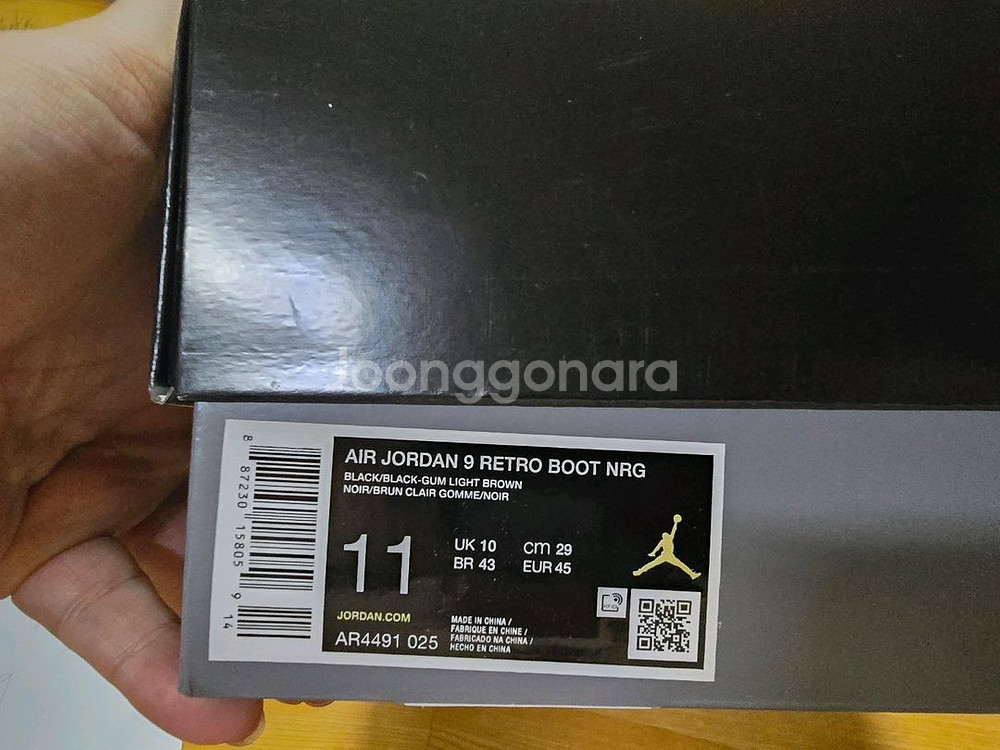 joonggonara
AIR JORDAN 9 RETRO BOOT NRG
BLACK/BLACK-GUM LIGHT BROWN
NOIR/BRUN CLAIR GOMME/NOIR
11
UK 10 cm 29
BR 43 EUR 45
JORDAN.COM
AR4491 025
MADE IN CHINA /
FABRIQUE EN CHINE /
FABRICADO NA CHINA /
HECHO EN CHINA
8 87230 15805 9 14